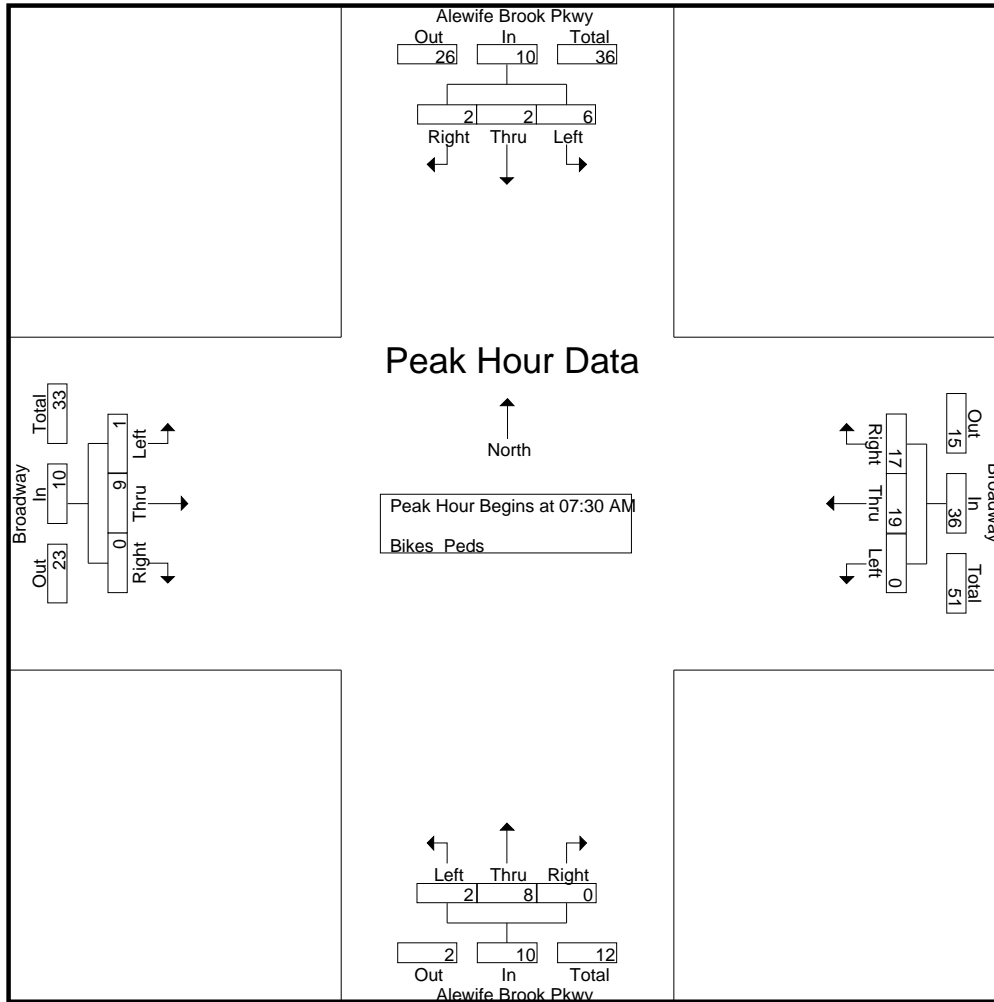 Alewife Brook Pkwy
Out In Total
26 10 36
2 2 6
Right Thru Left
Peak Hour Data
North
Peak Hour Begins at 07:30 AM
Bikes Peds
Broadway
Out In Total
23 10 33
Right Thru Left
0 9 1
Broadway
Out In Total
15 36 51
Right Thru Left
17 19 0
Left Thru Right
2 8 0
2 10 12
Out In Total
Alewife Brook Pkwy